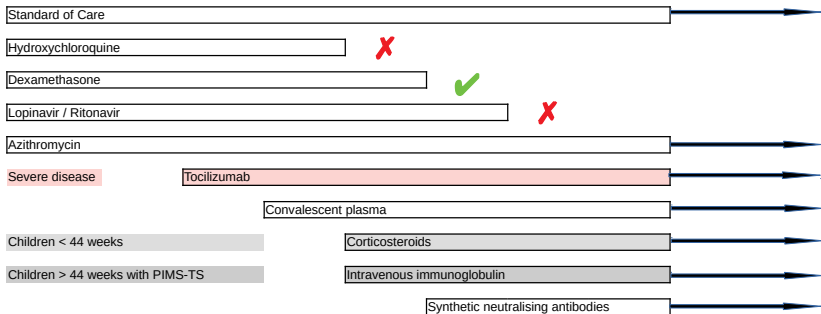 Standard of Care
Hydroxychloroquine
Dexamethasone
Lopinavir / Ritonavir
Azithromycin
Severe disease Tocilizumab
Convalescent plasma
Children < 44 weeks Corticosteroids
Children > 44 weeks with PIMS-TS Intravenous immunoglobulin
Synthetic neutralising antibodies